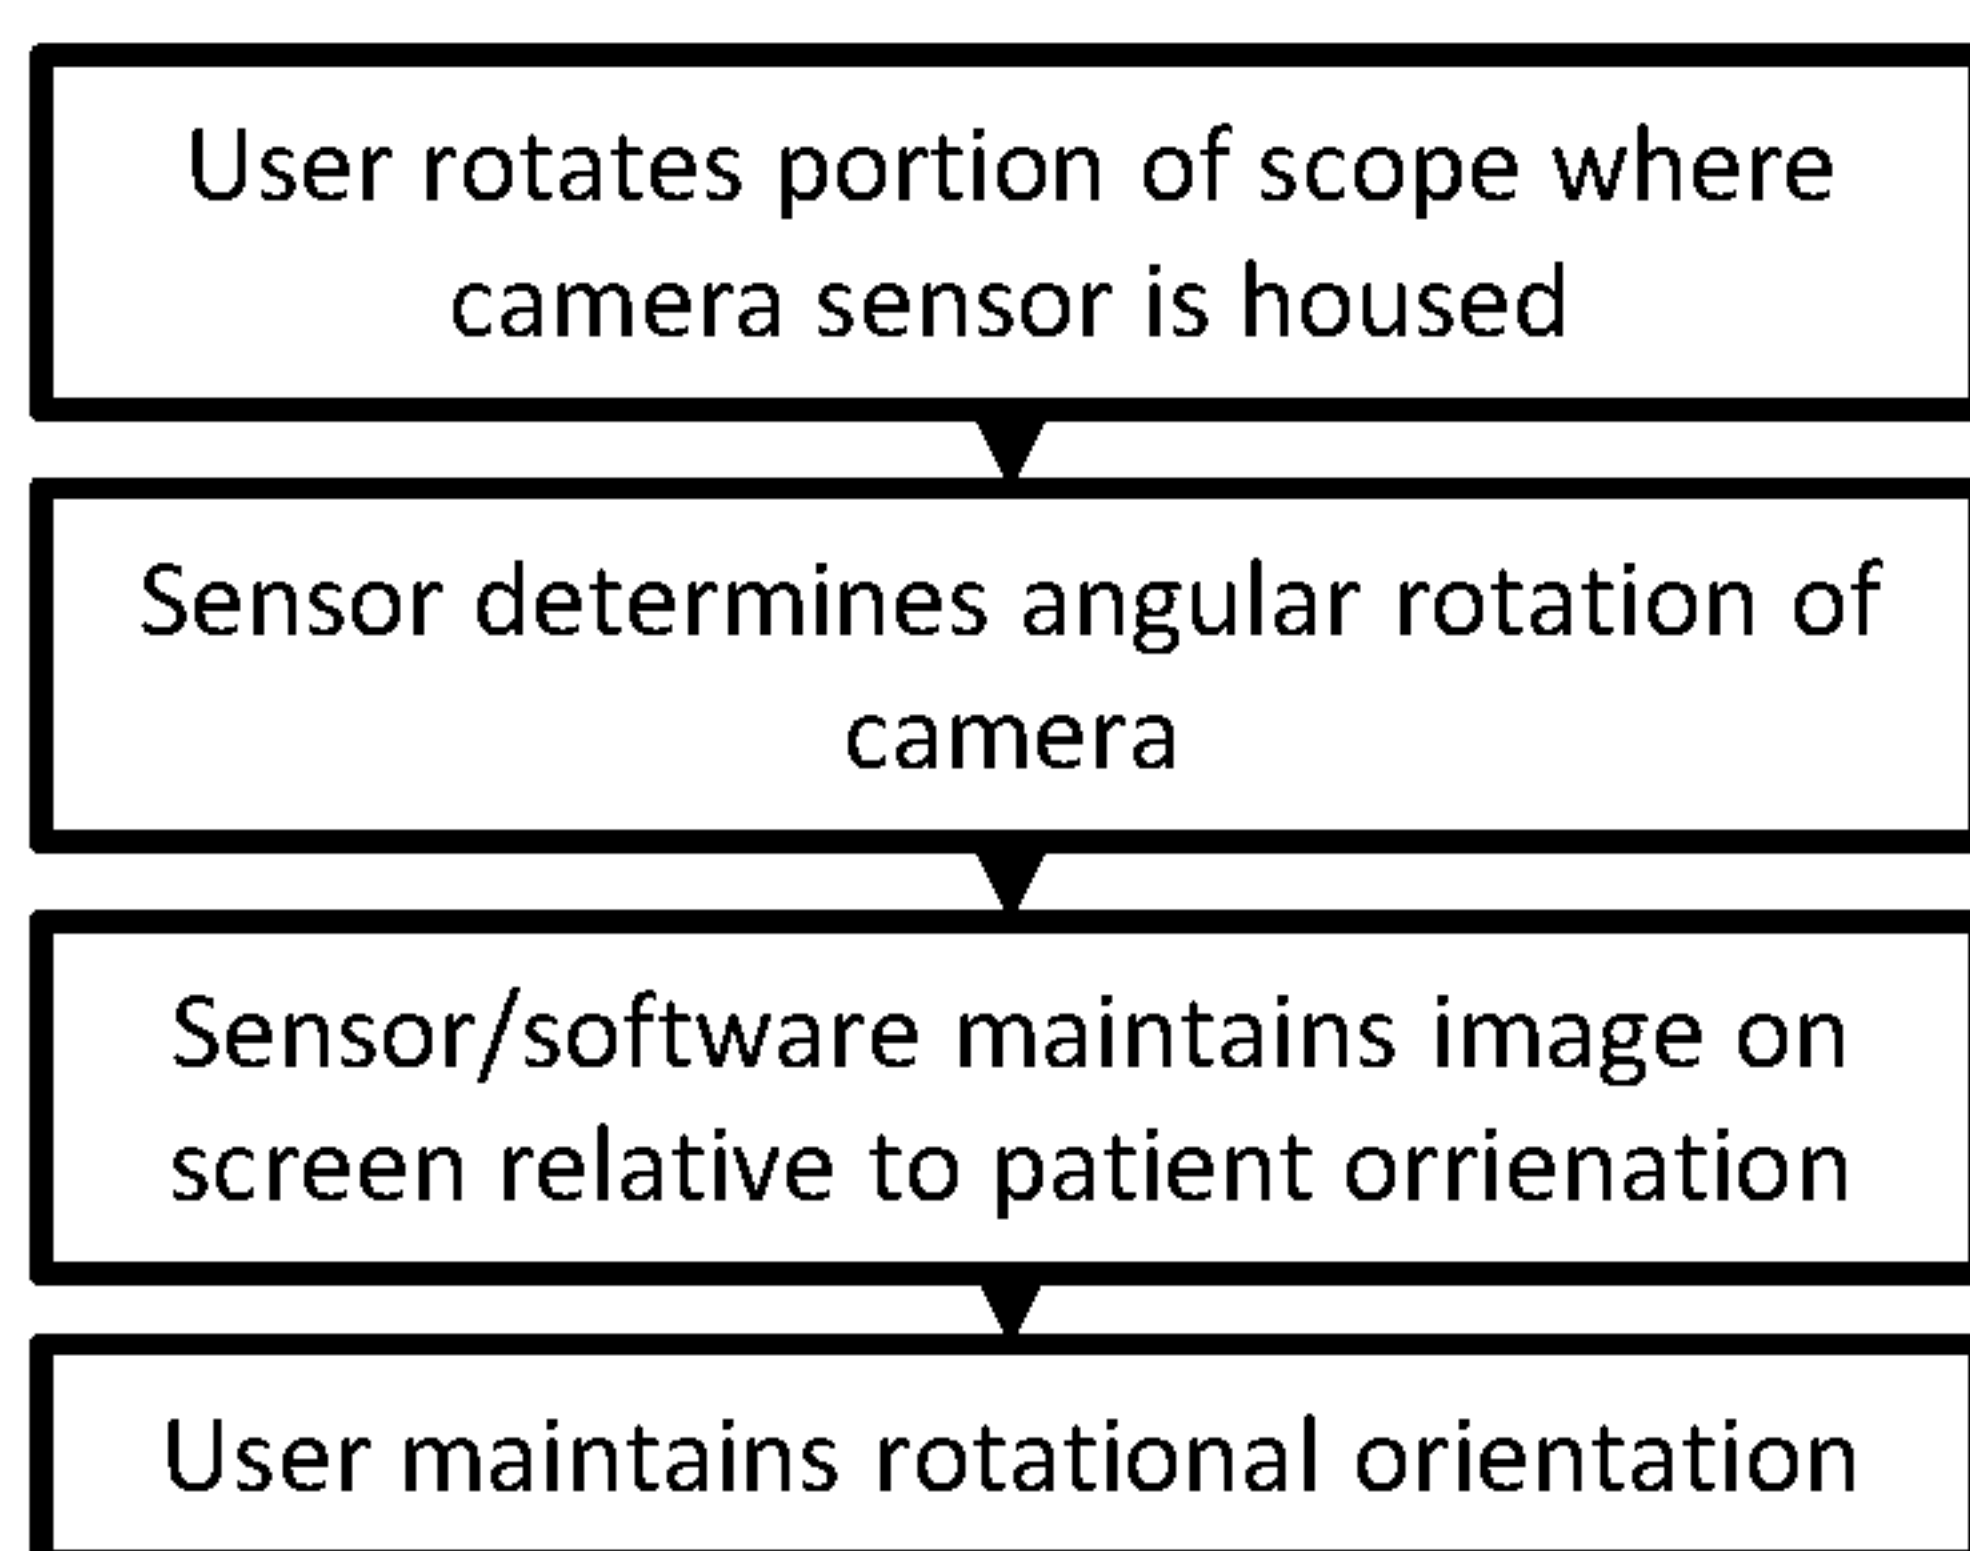 User rotates portion of scope where
camera sensor is housed
Sensor determines angular rotation of
camera
Sensor/software maintains image on
screen relative to patient orrienation
User maintains rotational orientation